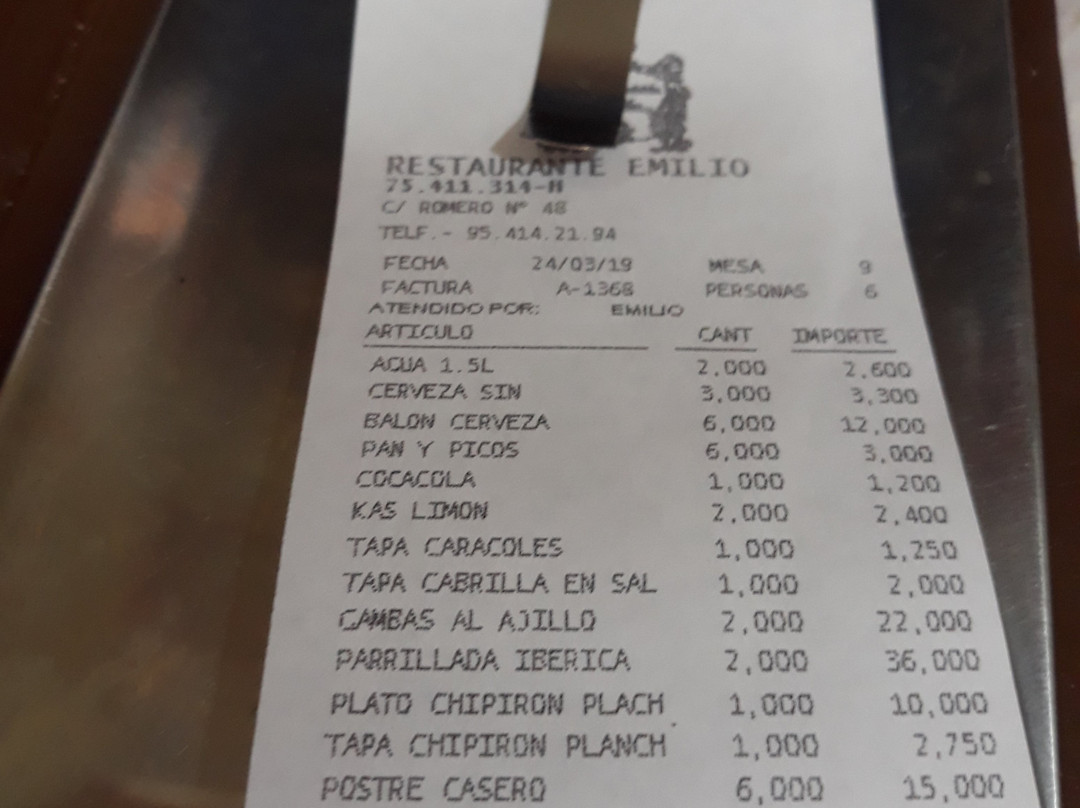 RESTAURANTE EMILIO
75.411.314-H
C/ ROMERO Nº 48
TELF.- 95.414.21.94
FECHA 24/03/19 MESA 9
FACTURA A-1368 PERSONAS 6
ATENDIDO POR: EMILIO
ARTICULO CANT IMPORTE
AGUA 1.5L 2,000 2,600
CERVEZA SIN 3,000 3,300
BALON CERVEZA 6,000 12,000
PAN Y PICOS 6,000 3,000
COCACOLA 1,000 1,200
KAS LIMON 2,000 2,400
TAPA CARACOLES 1,000 1,250
TAPA CABRILLA EN SAL 1,000 2,000
GAMBAS AL AJILLO 2,000 22,000
PARRILLADA IBERICA 2,000 36,000
PLATO CHIPIRON PLACH 1,000 10,000
TAPA CHIPIRON PLANCH 1,000 2,750
POSTRE CASERO 6,000 15,000